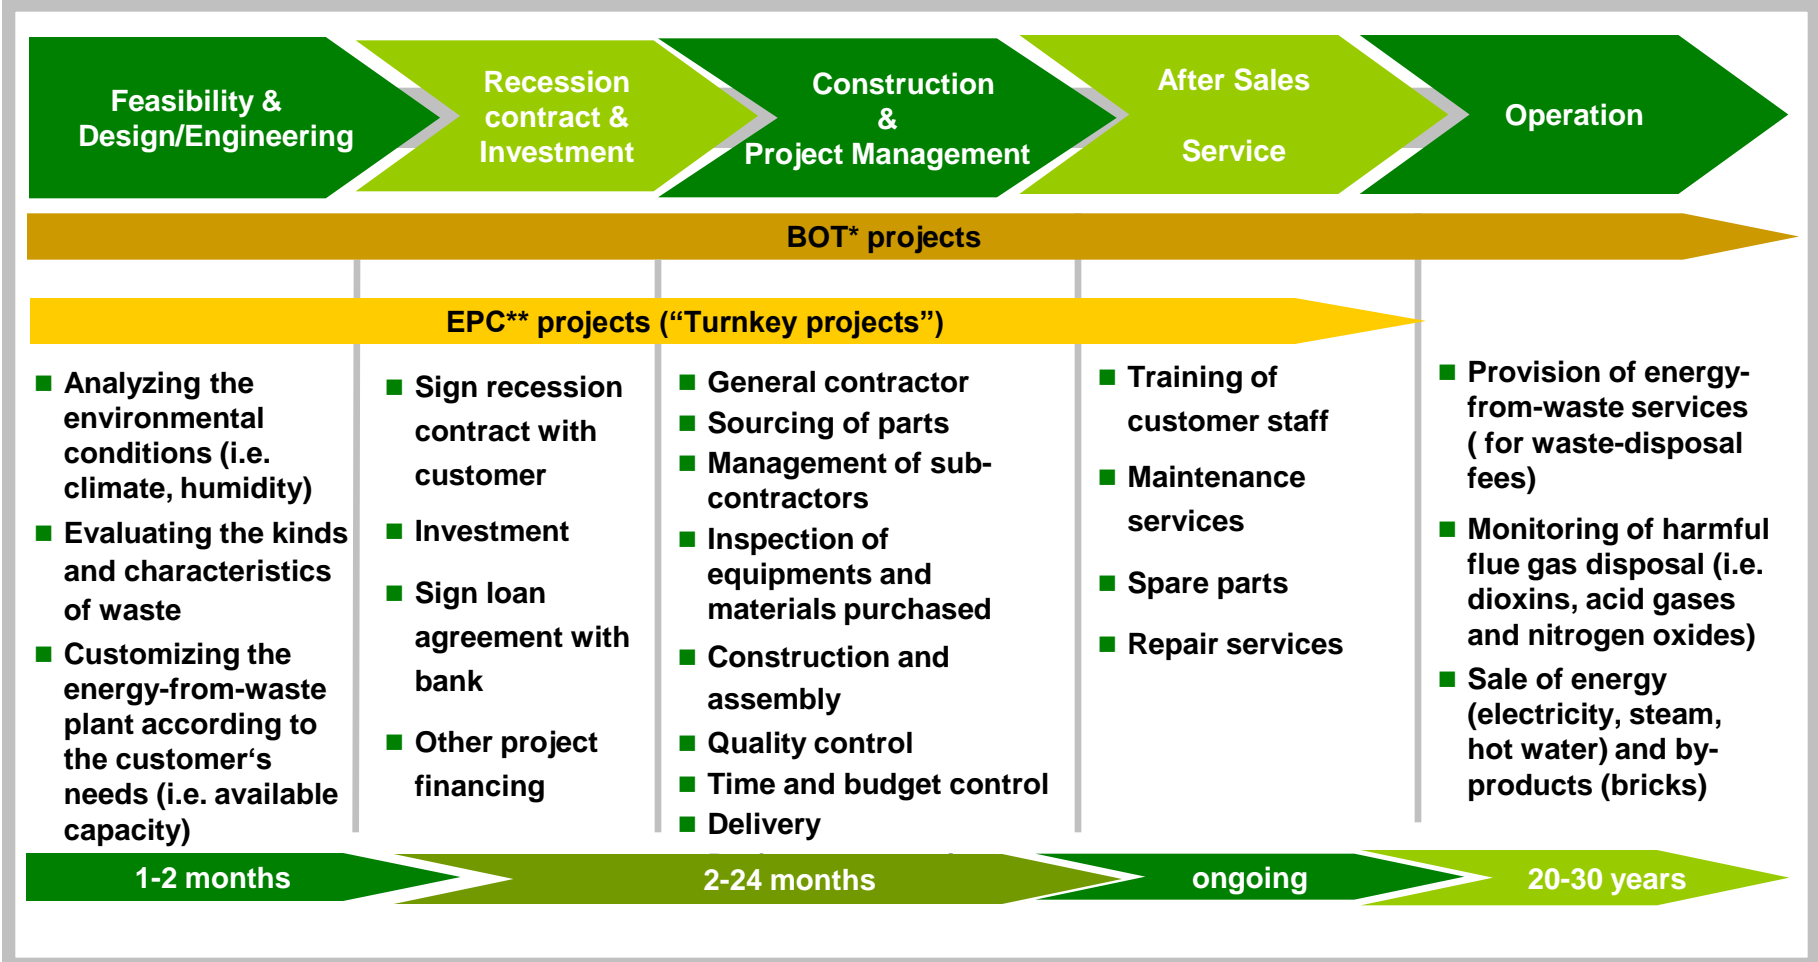 Feasibility &
Design/Engineering
Recession
contract &
Investment
Construction
&
Project Management
After Sales
Service
Operation
BOT* projects
EPC** projects (“Turnkey projects”)
Analyzing the
environmental
conditions (i.e.
climate, humidity)
Evaluating the kinds
and characteristics
of waste
Customizing the
energy-from-waste
plant according to
the customer‘s
needs (i.e. available
capacity)
Sign recession
contract with
customer
Investment
Sign loan
agreement with
bank
Other project
financing
General contractor
Sourcing of parts
Management of sub-
contractors
Inspection of
equipments and
materials purchased
Construction and
assembly
Quality control
Time and budget control
Delivery
Training of
customer staff
Maintenance
services
Spare parts
Repair services
Provision of energy-
from-waste services
( for waste-disposal
fees)
Monitoring of harmful
flue gas disposal (i.e.
dioxins, acid gases
and nitrogen oxides)
Sale of energy
(electricity, steam,
hot water) and by-
products (bricks)
1-2 months
2-24 months
ongoing
20-30 years